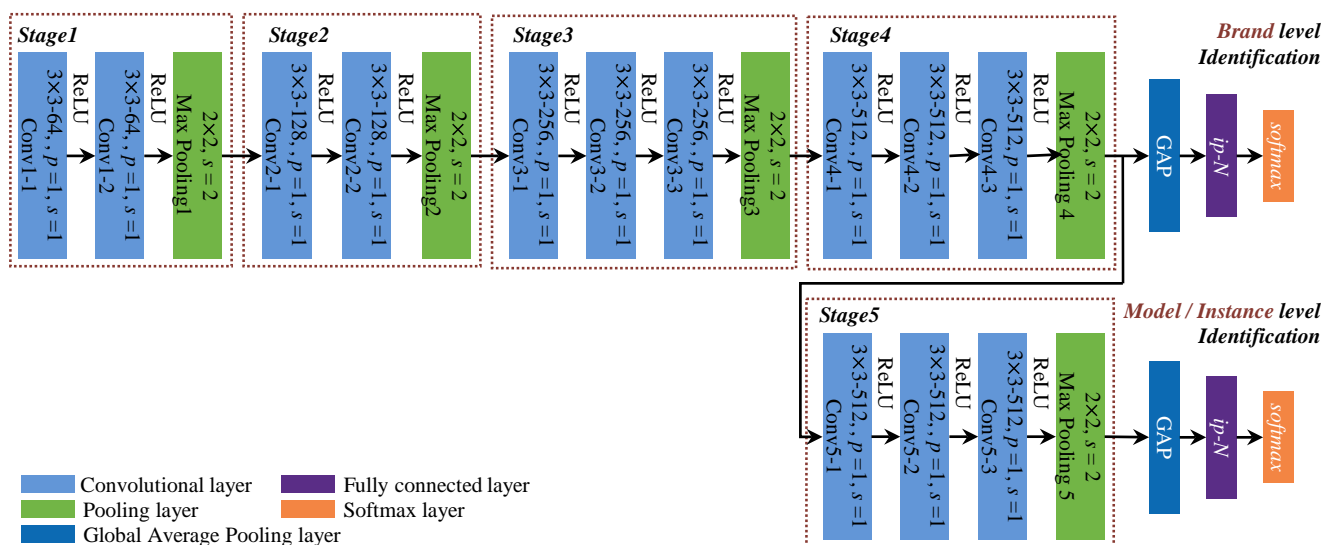 Stage1
3×3-64, , p=1, s=1
Conv1-1
ReLU
3×3-64, , p=1, s=1
Conv1-2
ReLU
2×2, s = 2
Max Pooling1
Stage2
3×3-128, , p=1, s=1
Conv2-1
ReLU
3×3-128, , p=1, s=1
Conv2-2
ReLU
2×2, s = 2
Max Pooling2
Stage3
3×3-256, , p=1, s=1
Conv3-1
ReLU
3×3-256, , p=1, s=1
Conv3-2
ReLU
3×3-256, , p=1, s=1
Conv3-3
ReLU
2×2, s = 2
Max Pooling3
Stage4
3×3-512, , p=1, s=1
Conv4-1
ReLU
3×3-512, , p=1, s=1
Conv4-2
ReLU
3×3-512, p=1, s=1
Conv4-3
ReLU
2×2, s = 2
Max Pooling 4
Brand level
Identification
GAP
ip-N
softmax
Stage5
3×3-512, , p=1, s=1
Conv5-1
ReLU
3×3-512, , p=1, s=1
Conv5-2
ReLU
3×3-512, p=1, s=1
Conv5-3
ReLU
2×2, s = 2
Max Pooling 5
Model / Instance level
Identification
GAP
ip-N
softmax
Convolutional layer
Fully connected layer
Pooling layer
Softmax layer
Global Average Pooling layer